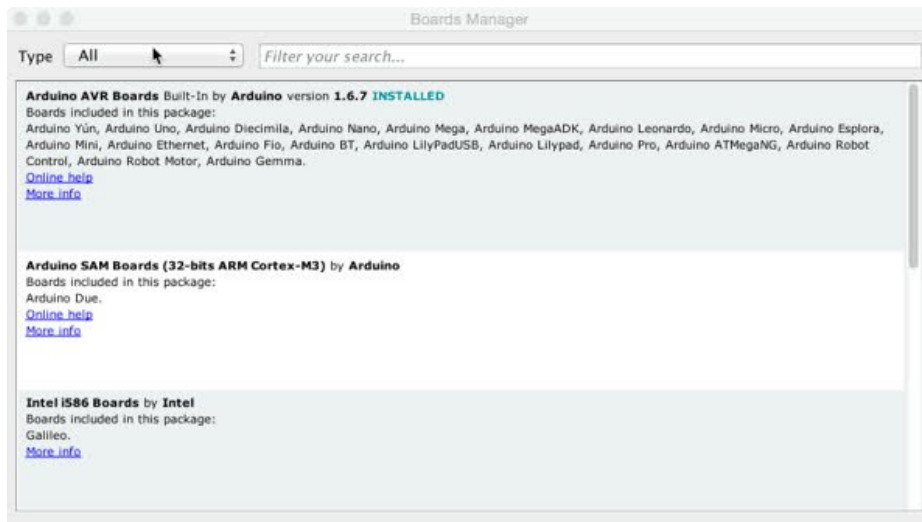 Boards Manager
Type All Filter your search...
Arduino AVR Boards Built-In by Arduino version 1.6.7 INSTALLED
Boards included in this package:
Arduino Yún, Arduino Uno, Arduino Diecimila, Arduino Nano, Arduino Mega, Arduino MegaADK, Arduino Leonardo, Arduino Micro, Arduino Esplora,
Arduino Mini, Arduino Ethernet, Arduino Fio, Arduino BT, Arduino LilyPadUSB, Arduino Lilypad, Arduino Pro, Arduino ATMegaNG, Arduino Robot
Control, Arduino Robot Motor, Arduino Gemma.
Online help
More info
Arduino SAM Boards (32-bits ARM Cortex-M3) by Arduino
Boards included in this package:
Arduino Due.
Online help
More info
Intel i586 Boards by Intel
Boards included in this package:
Galileo.
More info